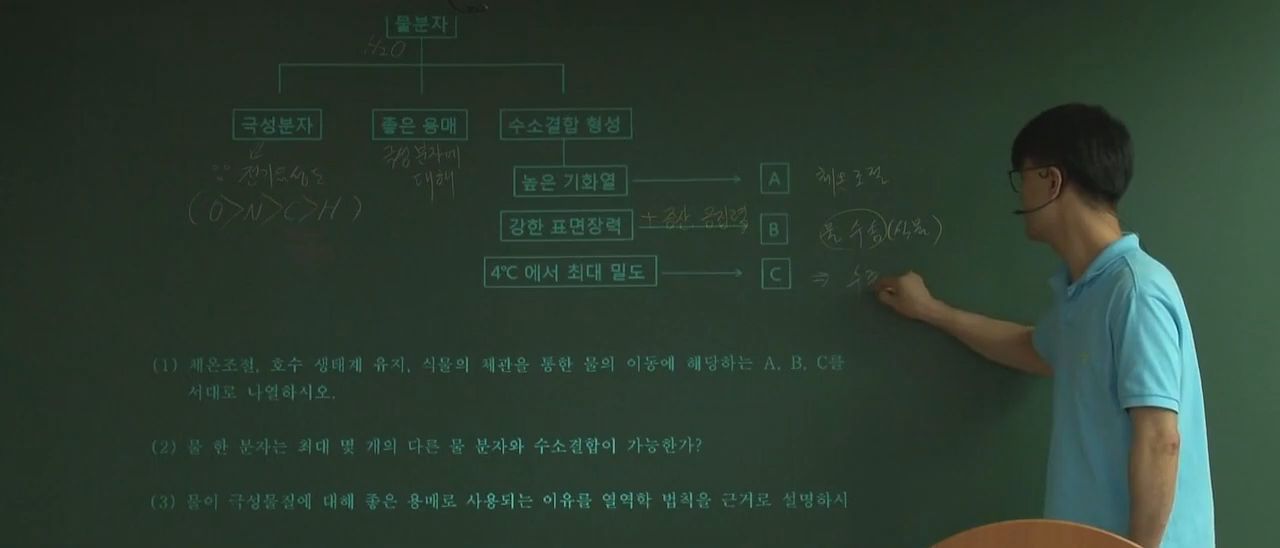 물분자
H₂O
극성분자
좋은 용매
수소결합 형성
극성분자에
대해
∵ 전기음성도
(O>N>C>H)
높은 기화열
A
체온조절
강한 표면장력
+ 증산 응집력
B
물 수송(식물)
4℃ 에서 최대 밀도
C
⇒
(1) 체온조절, 호수 생태계 유지, 식물의 체관을 통한 물의 이동에 해당하는 A, B, C를
서대로 나열하시오.
(2) 물 한 분자는 최대 몇 개의 다른 물 분자와 수소결합이 가능한가?
(3) 물이 극성물질에 대해 좋은 용매로 사용되는 이유를 열역학 법칙을 근거로 설명하시